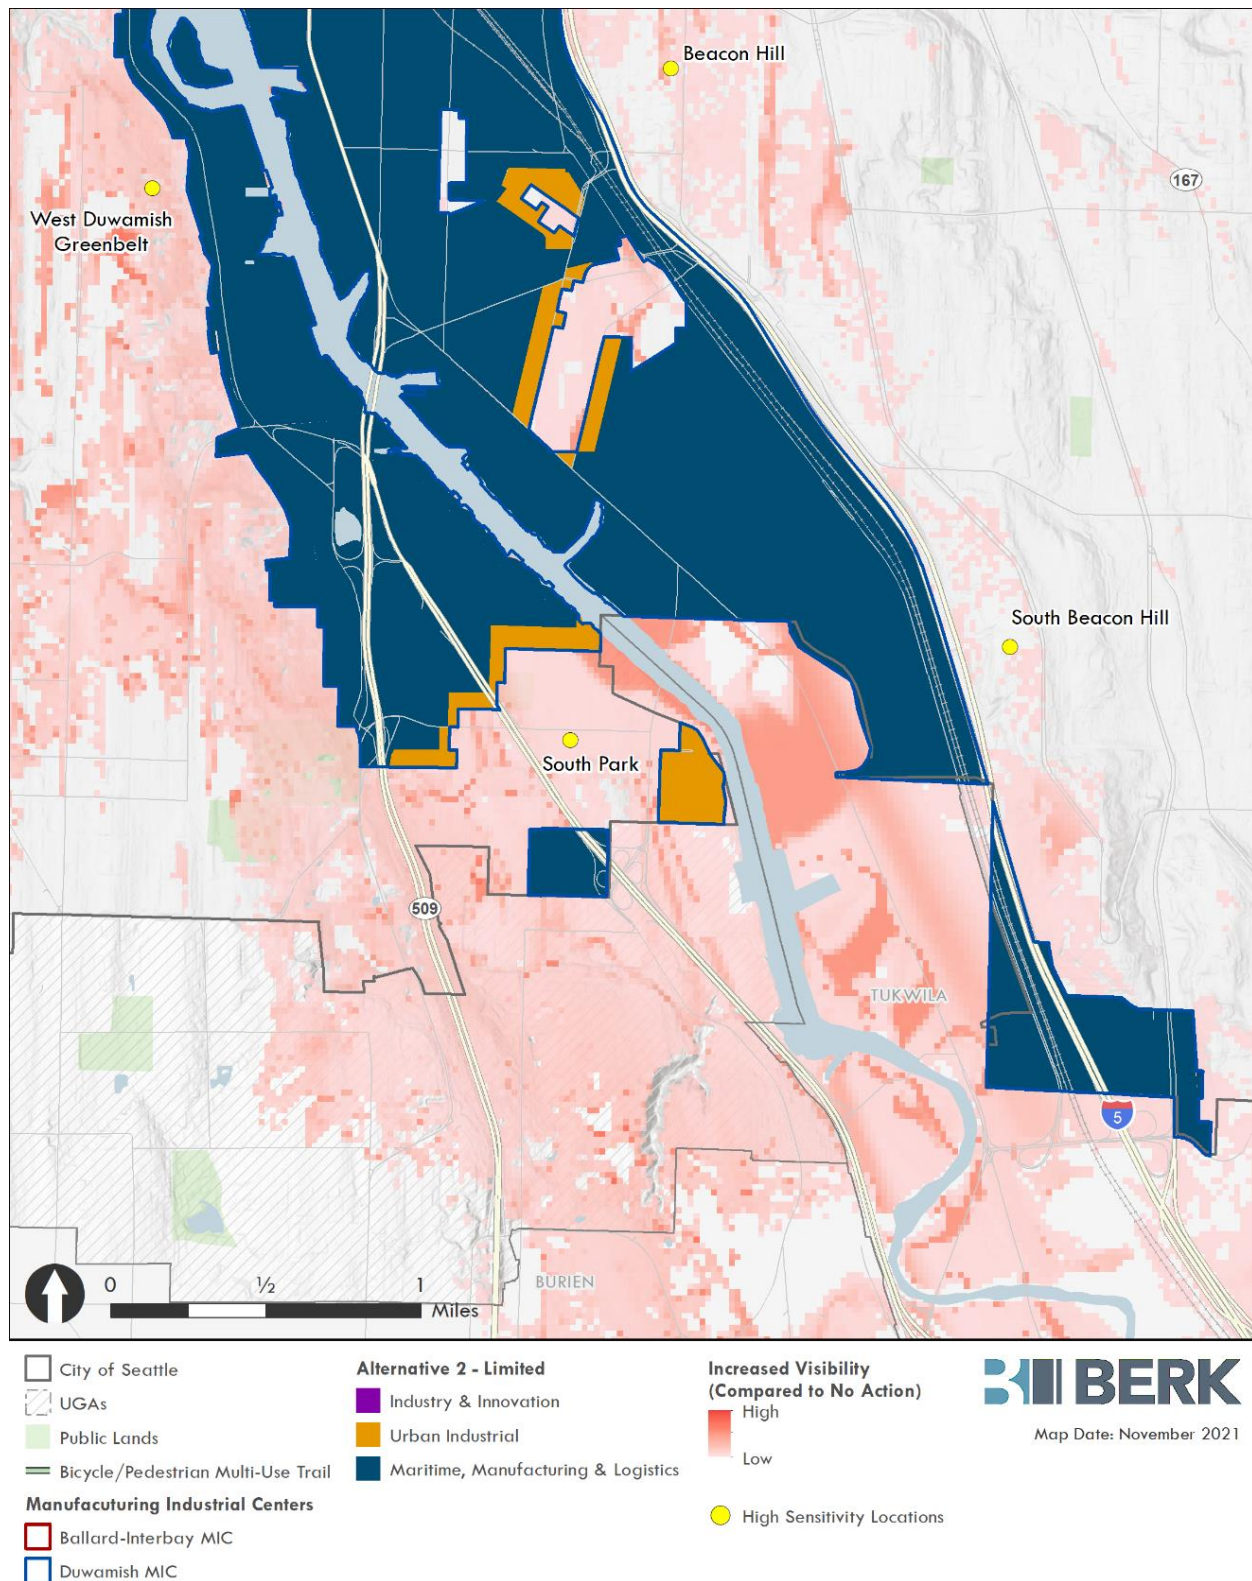 Beacon Hill
167
West Duwamish
Greenbelt
South Beacon Hill
South Park
509
TUKWILA
5
BURIEN
0 ½ 1
Miles
City of Seattle
UGAs
Public Lands
Bicycle/Pedestrian Multi-Use Trail
Manufacuturing Industrial Centers
Ballard-Interbay MIC
Duwamish MIC
Alternative 2 - Limited
Industry & Innovation
Urban Industrial
Maritime, Manufacturing & Logistics
Increased Visibility
(Compared to No Action)
High
Low
High Sensitivity Locations
BERK
Map Date: November 2021